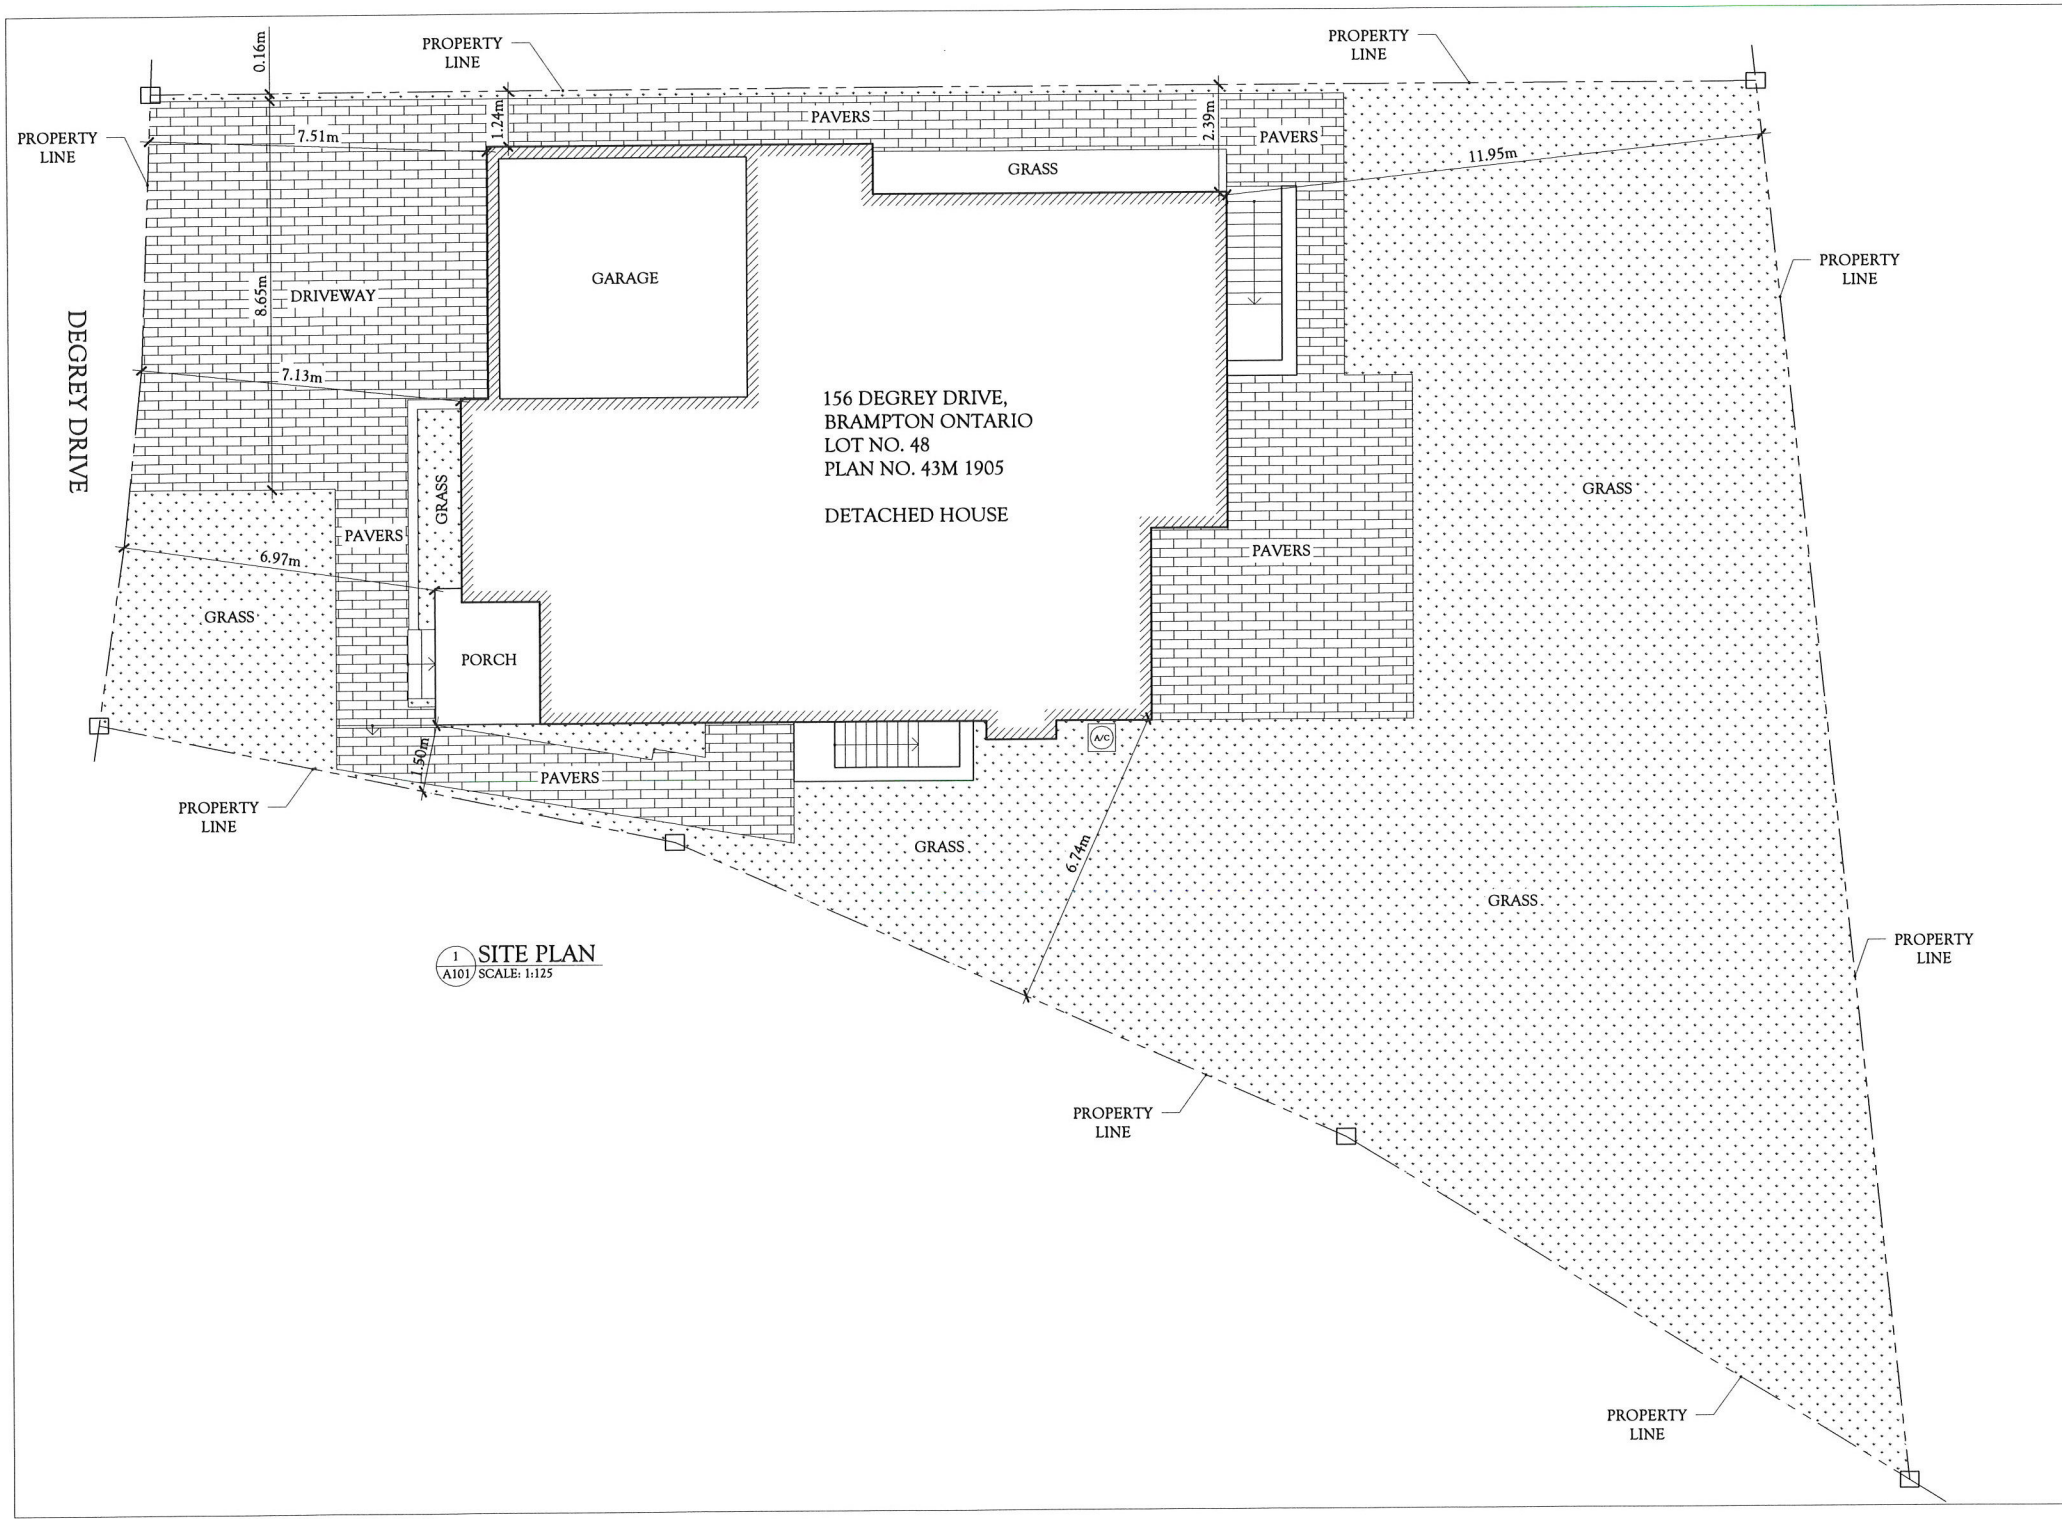 0.16m
PROPERTY
LINE
PROPERTY
LINE
PROPERTY
LINE
7.51m
1.24m
PAVERS
2.39m
PAVERS
11.95m
GRASS
PROPERTY
LINE
GARAGE
8.65m
DRIVEWAY
DEGREY DRIVE
7.13m
156 DEGREY DRIVE,
BRAMPTON ONTARIO
LOT NO. 48
PLAN NO. 43M 1905
DETACHED HOUSE
GRASS
GRASS
PAVERS
PAVERS
6.97m
GRASS
PORCH
A/C
1.50m
PAVERS
PROPERTY
LINE
GRASS
6.74m
GRASS
PROPERTY
LINE
1
A101
SITE PLAN
SCALE: 1:125
PROPERTY
LINE
PROPERTY
LINE